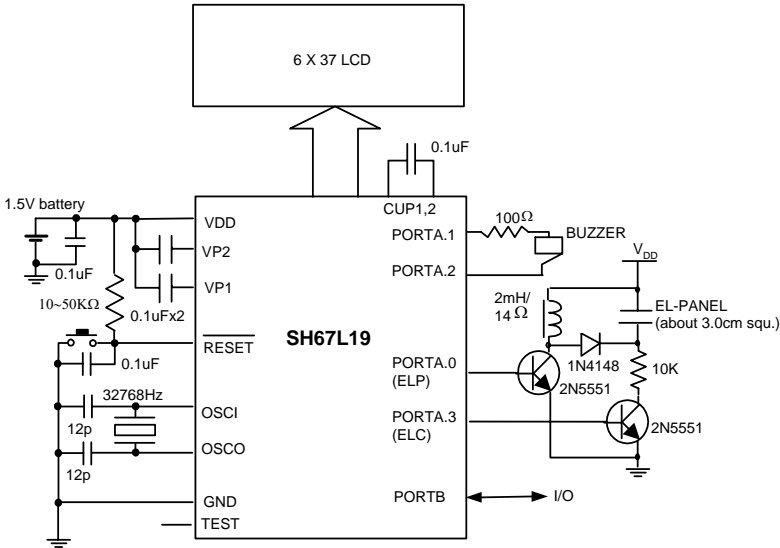 6 X 37 LCD
0.1uF
CUP1,2
1.5V battery
VDD
PORTA.1
100Ω
BUZZER
VP2
PORTA.2
0.1uF
VP1
10~50KΩ
0.1uFx2
VDD
2mH/
14Ω
EL-PANEL
(about 3.0cm squ.)
SH67L19
RESET
0.1uF
PORTA.0
(ELP)
1N4148
10K
2N5551
32768Hz
OSCI
12p
PORTA.3
(ELC)
2N5551
OSCO
12p
GND
PORTB
I/O
TEST